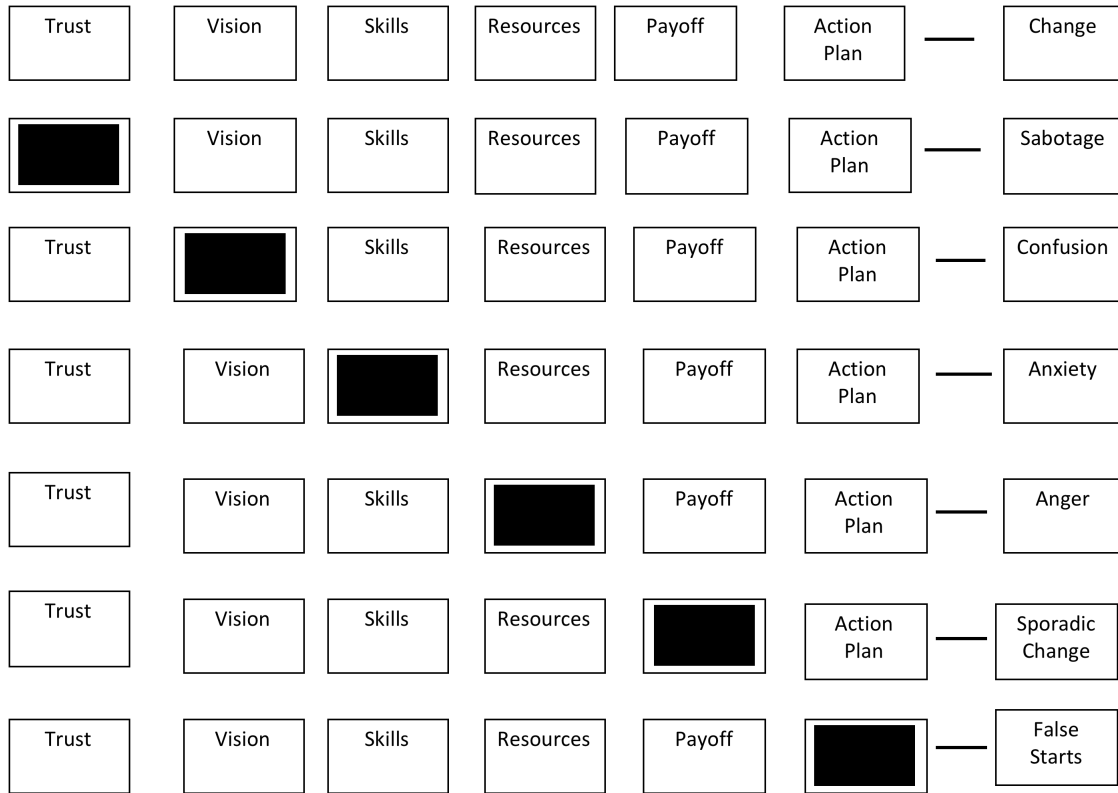 Trust Vision Skills Resources Payoff Action Plan Change
Vision Skills Resources Payoff Action Plan Sabotage
Trust Skills Resources Payoff Action Plan Confusion
Trust Vision Resources Payoff Action Plan Anxiety
Trust Vision Skills Payoff Action Plan Anger
Trust Vision Skills Resources Action Plan Sporadic Change
Trust Vision Skills Resources Payoff False Starts